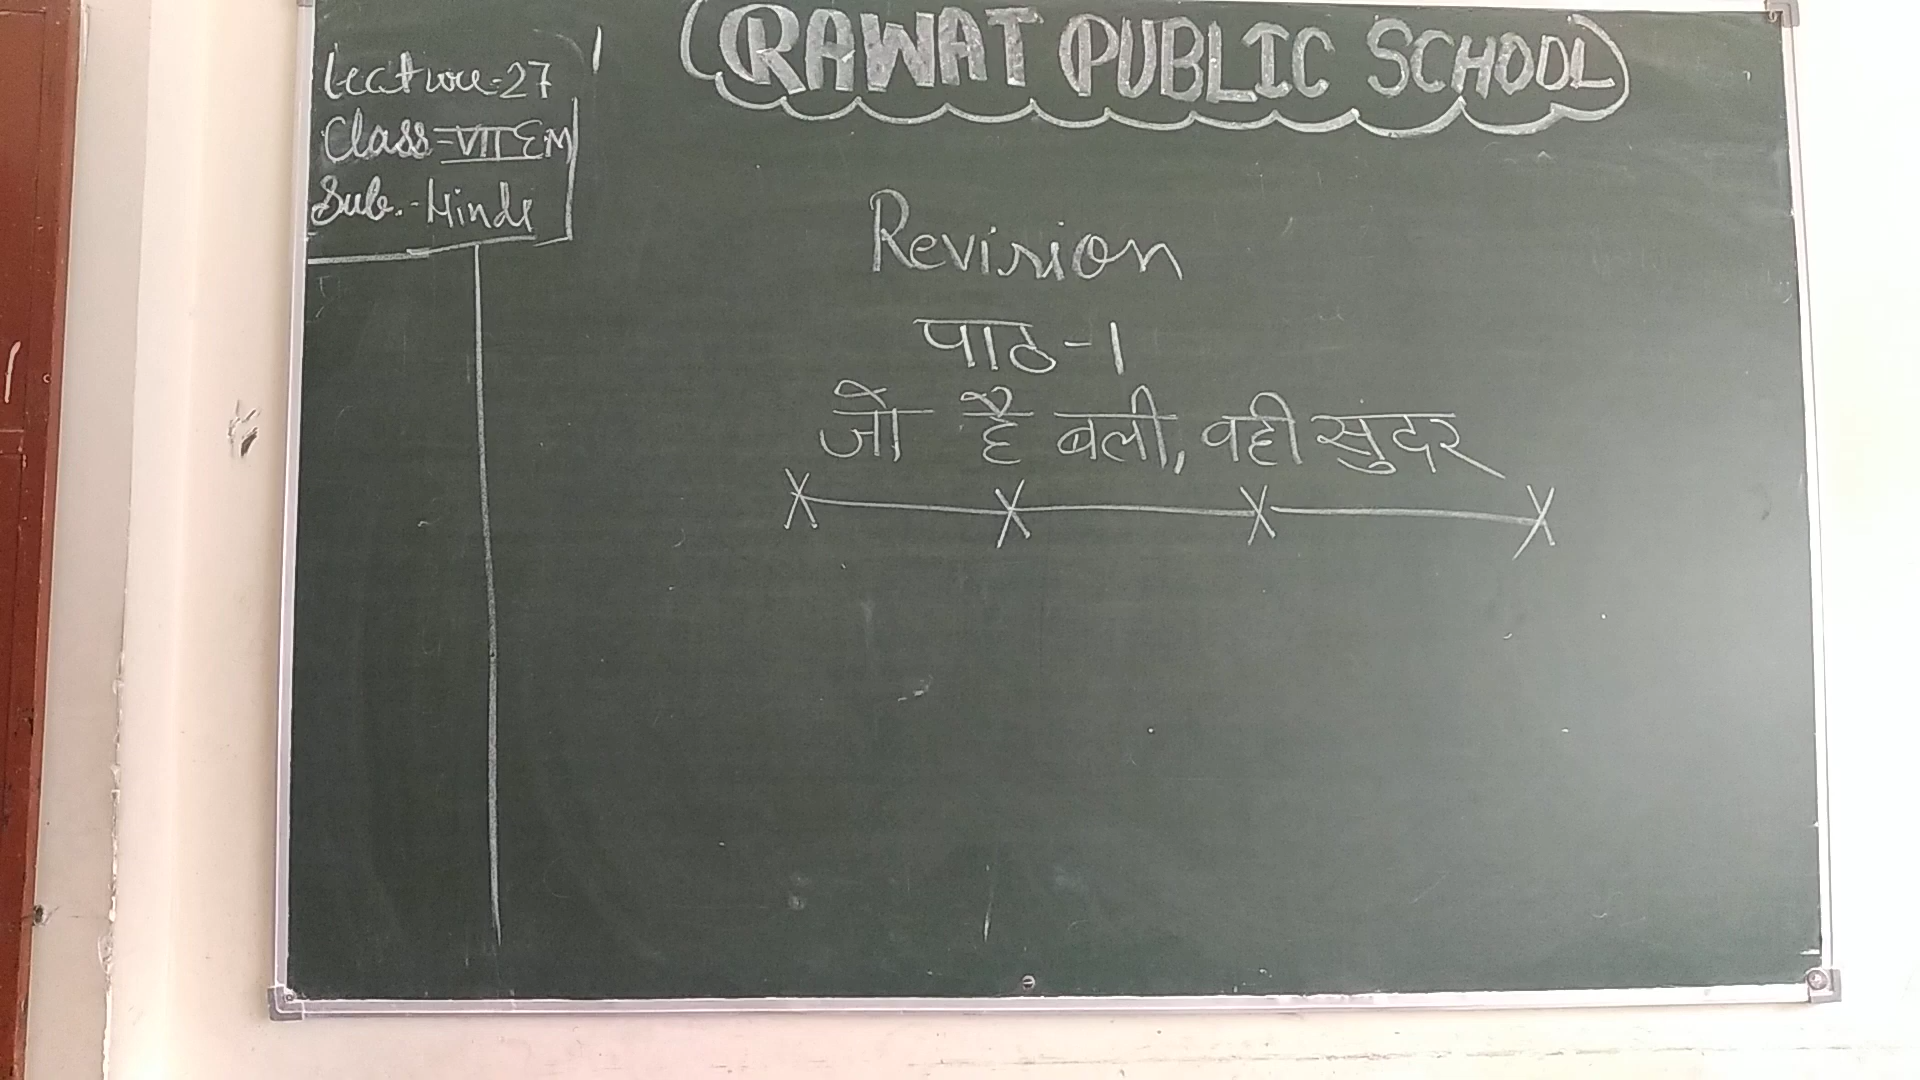 RAWAT PUBLIC SCHOOL
Lecture-27
Class-VII EM
Sub.-Hindi
Revision
पाठ-1
जो है बली, वही सुदर